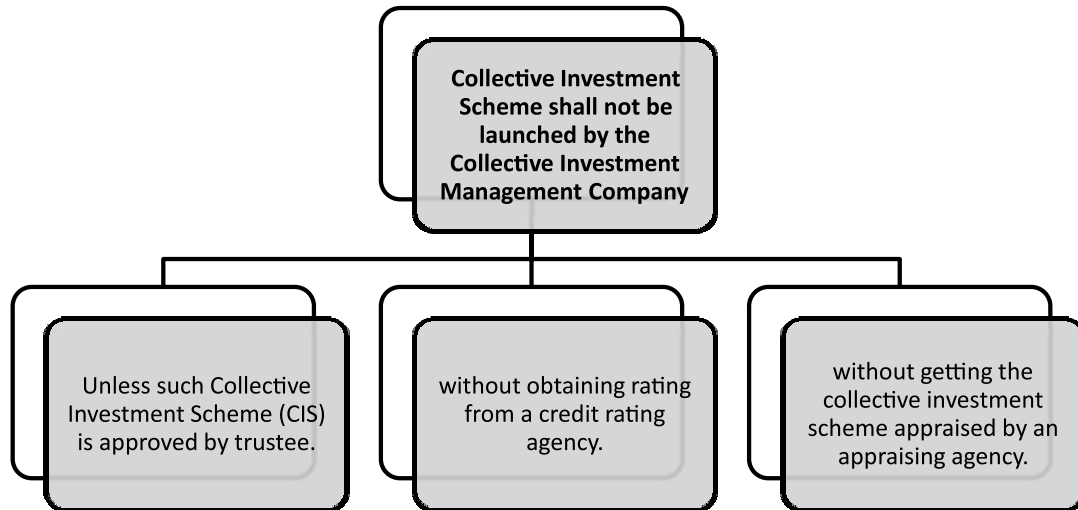 Collective Investment
Scheme shall not be
launched by the
Collective Investment
Management Company
Unless such Collective
Investment Scheme (CIS)
is approved by trustee.
without obtaining rating
from a credit rating
agency.
without getting the
collective investment
scheme appraised by an
appraising agency.